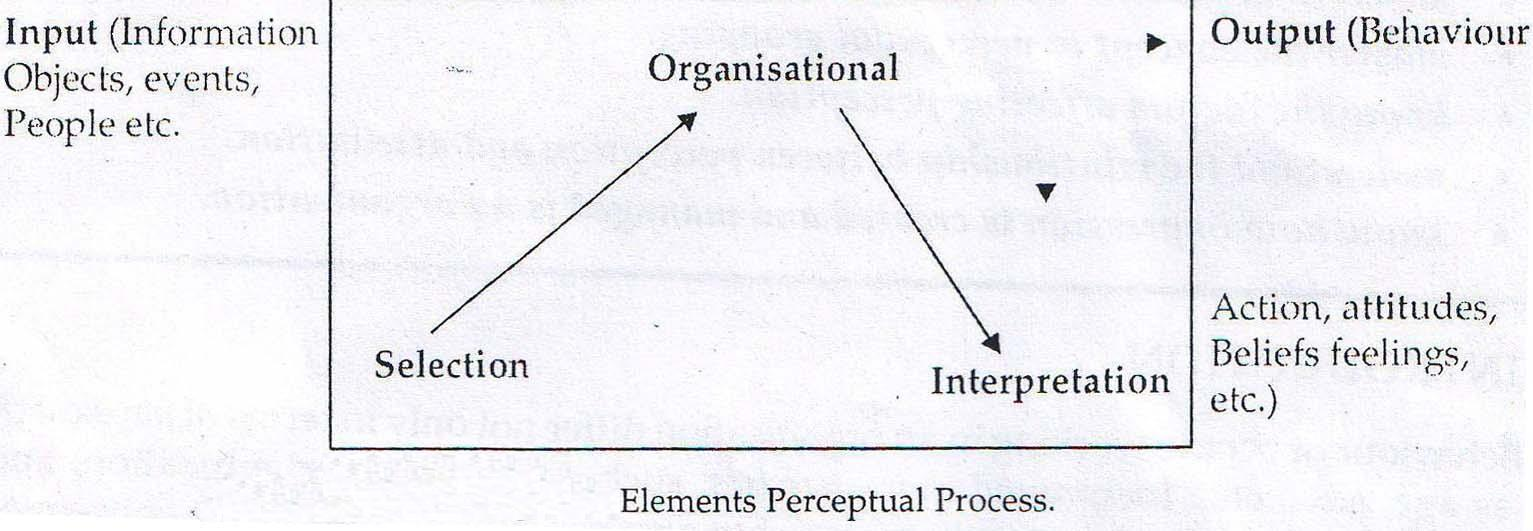 Input (Information
Objects, events,
People etc.
Organisational
Selection
Interpretation
Output (Behaviour
Action, attitudes,
Beliefs feelings,
etc.)
Elements Perceptual Process.